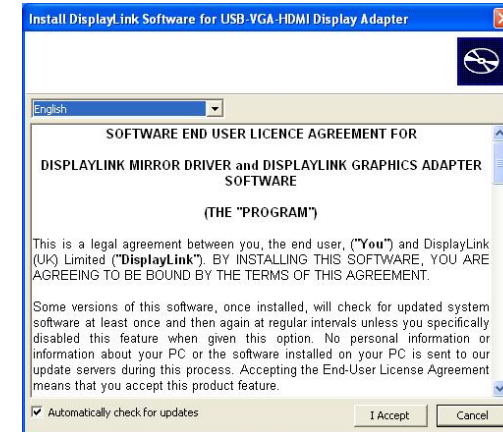 Install DisplayLink Software for USB-VGA-HDMI Display Adapter
English
SOFTWARE END USER LICENCE AGREEMENT FOR
DISPLAYLINK MIRROR DRIVER and DISPLAYLINK GRAPHICS ADAPTER
SOFTWARE
(THE "PROGRAM")
This is a legal agreement between you, the end user, ("You") and DisplayLink
(UK) Limited ("DisplayLink"). BY INSTALLING THIS SOFTWARE, YOU ARE
AGREEING TO BE BOUND BY THE TERMS OF THIS AGREEMENT.
Some versions of this software, once installed, will check for updated system
software at least once and then again at regular intervals unless you specifically
disabled this feature when given this option. No personal information or
information about your PC or the software installed on your PC is sent to our
update servers during this process. Accepting the End-User License Agreement
means that you accept this product feature.
Automatically check for updates
I Accept
Cancel